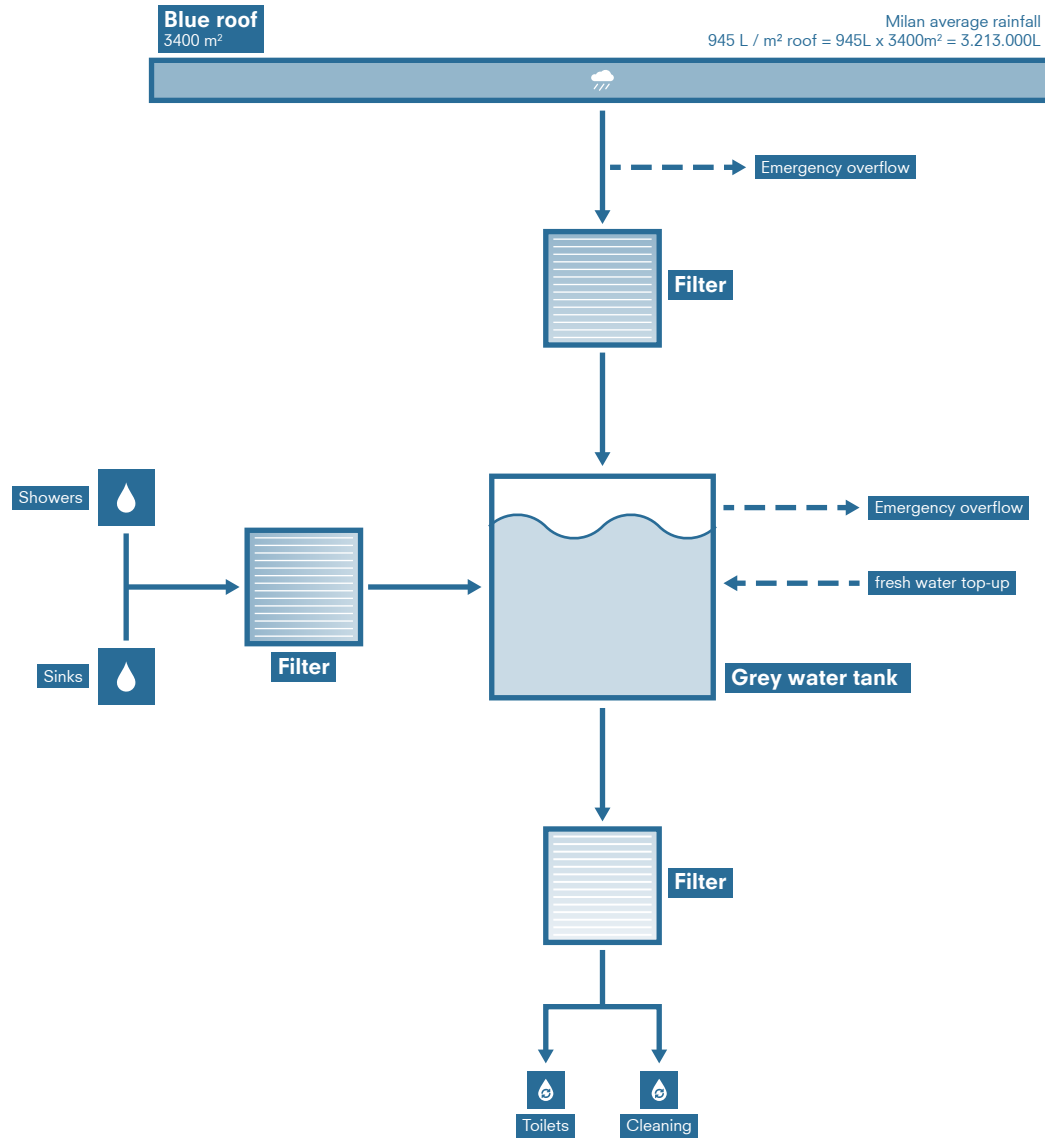 Blue roof
3400 m²
Milan average rainfall
945 L / m² roof = 945L x 3400m² = 3.213.000L
Emergency overflow
Filter
Showers
Emergency overflow
fresh water top-up
Filter
Sinks
Grey water tank
Filter
Toilets
Cleaning